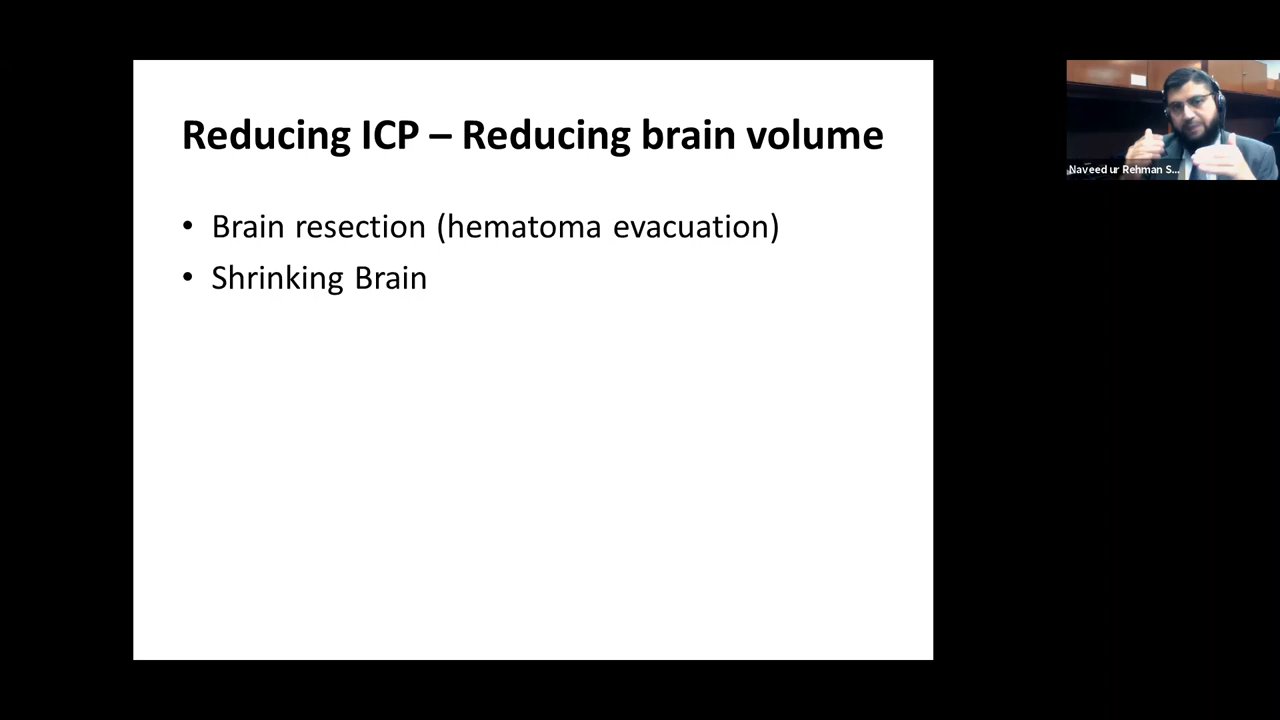 Reducing ICP – Reducing brain volume
• Brain resection (hematoma evacuation)
• Shrinking Brain
Naveed ur Rehman S...